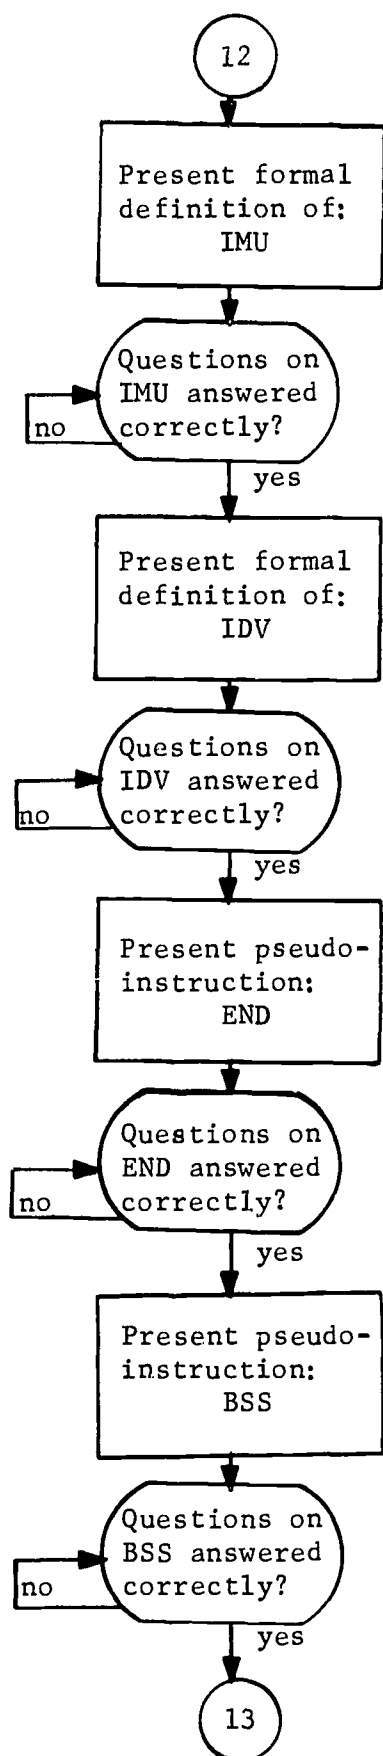 12
Present formal
definition of:
IMU
Questions on
IMU answered
correctly?
no
yes
Present formal
definition of:
IDV
Questions on
IDV answered
correctly?
no
yes
Present pseudo-
instruction:
END
Questions on
END answered
correctly?
no
yes
Present pseudo-
instruction:
BSS
Questions on
BSS answered
correctly?
no
yes
13